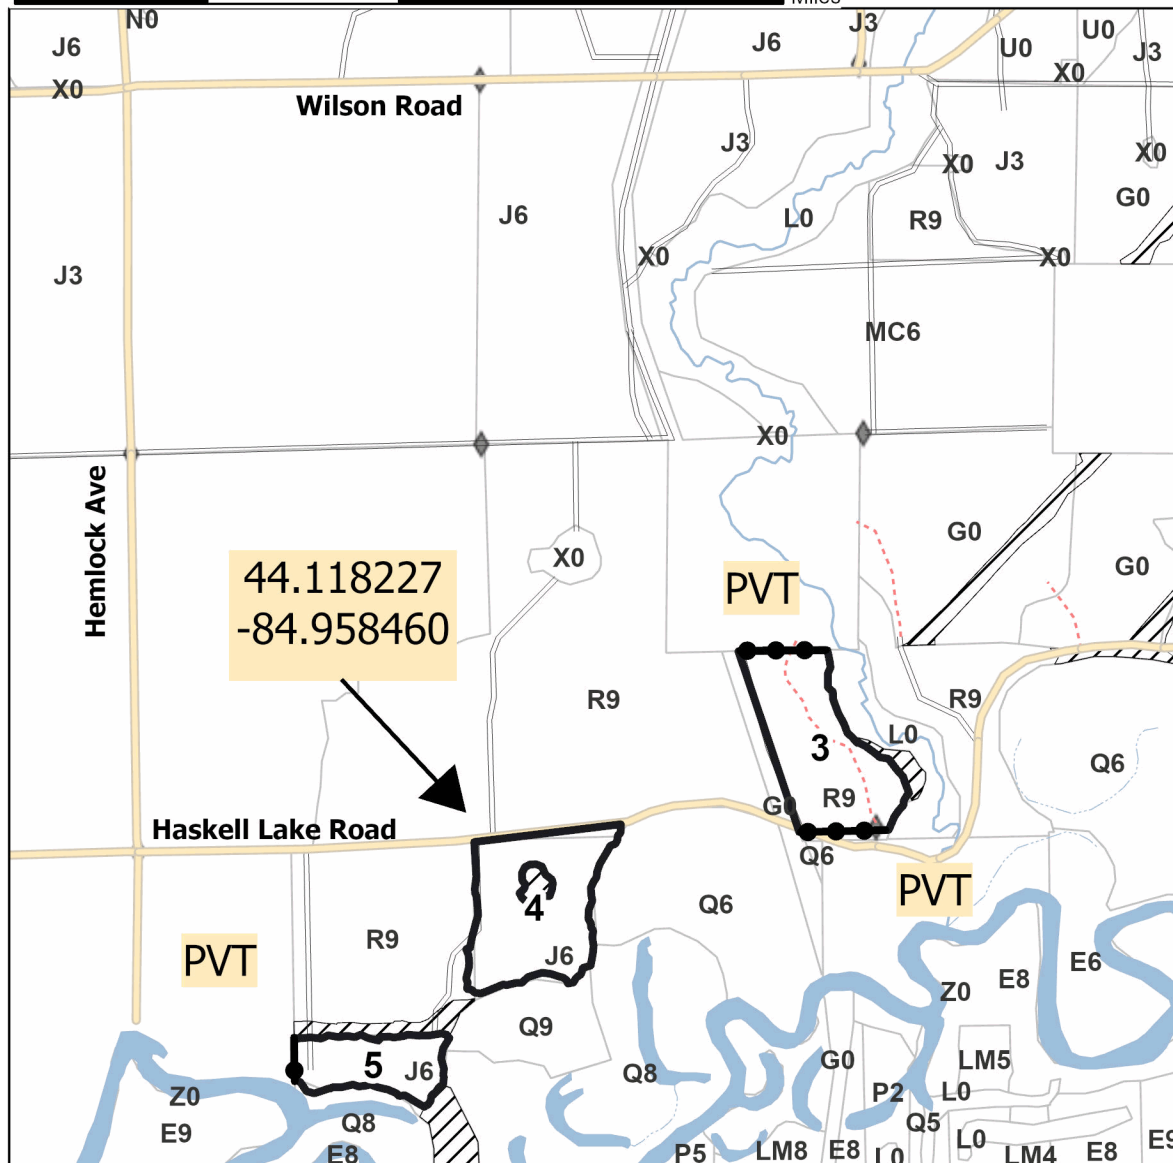 Miles
N0
J3
J6
J6
U0
U0
J3
X0
X0
Wilson Road
J3
X0
J3
X0
G0
J6
L0
R9
X0
X0
J3
MC6
X0
Hemlock Ave
G0
X0
G0
44.118227
-84.958460
PVT
R9
R9
L0
3
Q6
R9
G0
Haskell Lake Road
Q6
PVT
Q6
4
R9
PVT
J6
E6
E8
Z0
Q9
5
J6
Q8
G0
LM5
P2
L0
Z0
Q8
Q5
E9
L0
E8
P5
LM8
E8
L0
LM4
E8